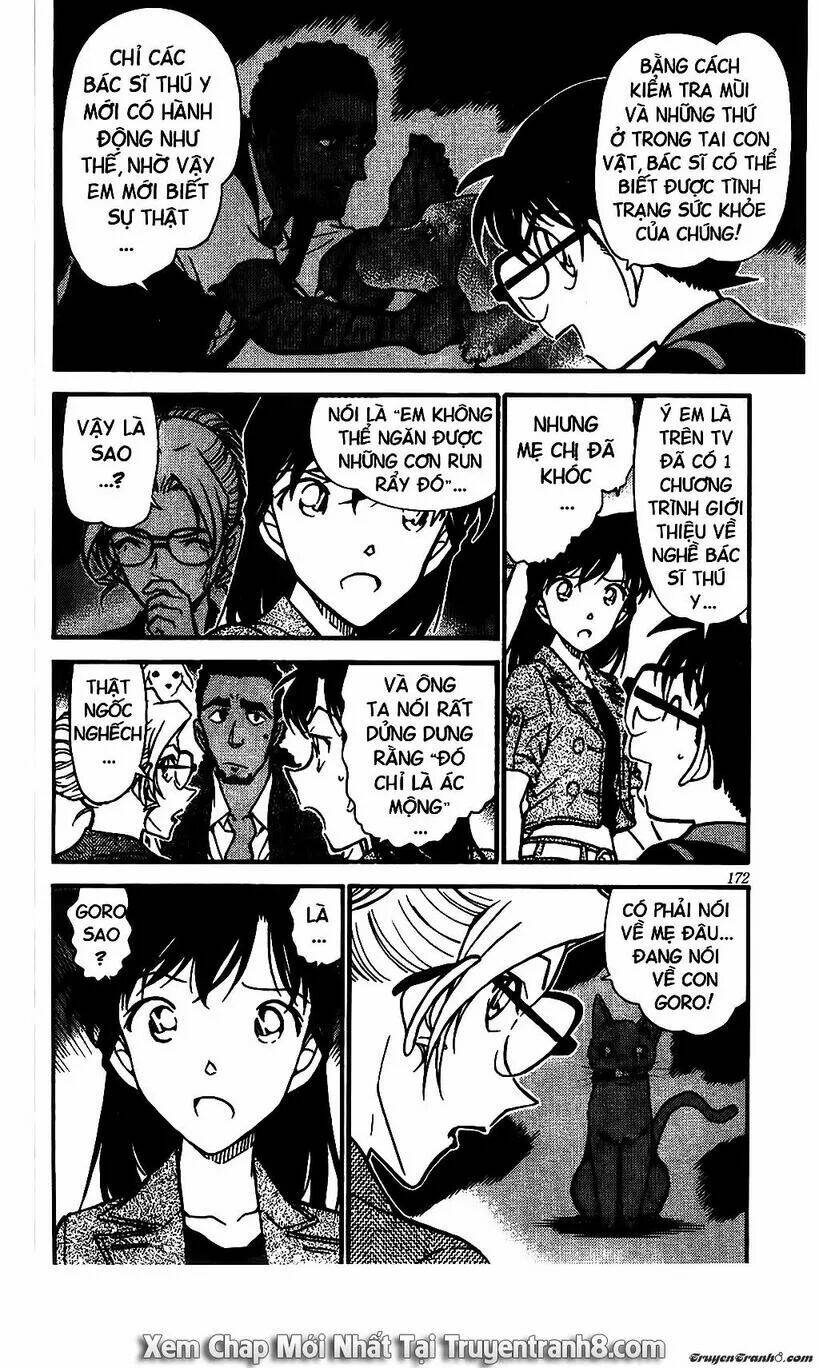 BẰNG CÁCH
KIỂM TRA MÙI
VÀ NHỮNG THỨ
Ở TRONG TAI CON
VẬT, BÁC SĨ CÓ THỂ
BIẾT ĐƯỢC TÌNH
TRẠNG SỨC KHỎE
CỦA CHÚNG!
CHỈ CÁC
BÁC SĨ THÚ Y
MỚI CÓ HÀNH
ĐỘNG NHƯ
THẾ, NHỜ VẬY
EM MỚI BIẾT
SỰ THẬT
...
Ý EM LÀ
TRÊN TV
ĐÃ CÓ 1
CHƯƠNG
TRÌNH GIỚI
THIỆU VỀ
NGHỀ BÁC
SĨ THÚ
Y...
NHƯNG
MẸ CHỊ ĐÃ
KHÓC
...
NÓI LÀ "EM KHÔNG
THỂ NGĂN ĐƯỢC
NHỮNG CƠN RUN
RẨY ĐÓ"...
VẬY LÀ
SAO
...?
VÀ ÔNG
TA NÓI RẤT
DỬNG DƯNG
RẰNG "ĐÓ
CHỈ LÀ ÁC
MỘNG"
...
THẬT
NGỐC
NGHẾCH
...
172
CÓ PHẢI NÓI
VỀ MẸ ĐÂU...
ĐANG NÓI
VỀ CON
GORO!
LÀ
...
GORO
SAO
?
Xem Chap Mới Nhất Tại Truyentranh8.com
TruyenTranh8.com